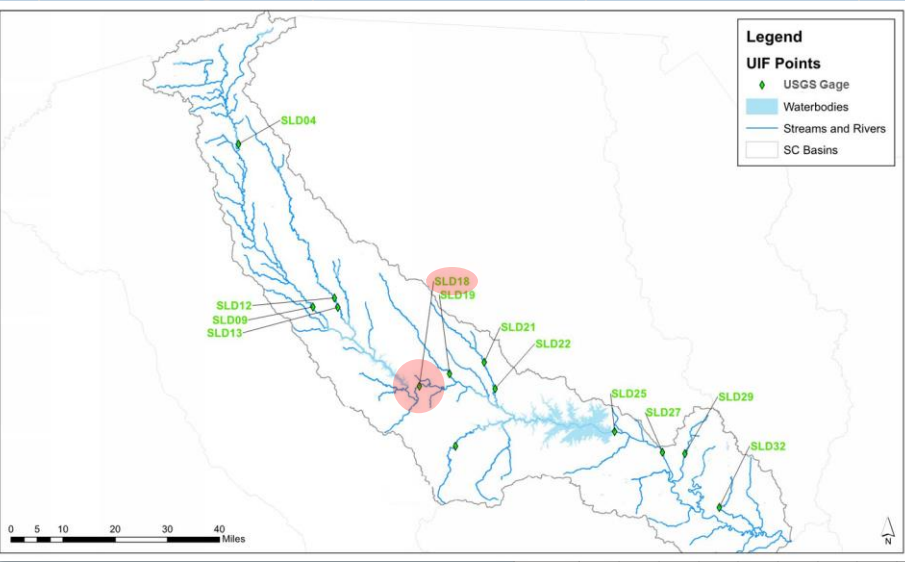 Legend
UIF Points
USGS Gage
Waterbodies
Streams and Rivers
SC Basins
SLD04
SLD18
SLD19
SLD12
SLD09
SLD13
SLD21
SLD22
SLD25
SLD29
SLD27
SLD32
0 5 10 20 30 40
Miles
N